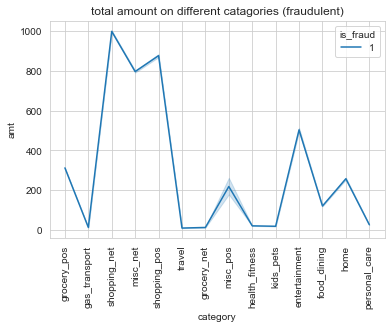 total amount on different catagories (fraudulent)
is_fraud
1
1000
800
600
400
200
0
amt
grocery_pos
gas_transport
shopping_net
misc_net
shopping_pos
travel
grocery_net
misc_pos
health_fitness
kids_pets
entertainment
food_dining
home
personal_care
category